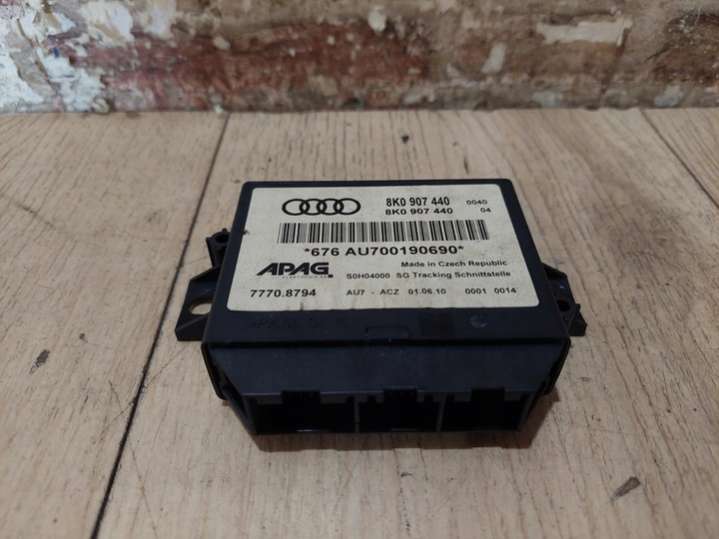 8K0 907 440 0040
8K0 907 440 04
*676 AU700190690*
APAG Made in Czech Republic
S0H04000 SG Tracking Schnittstelle
7770.8794 AU7 - ACZ 01.06.10 0001 0014